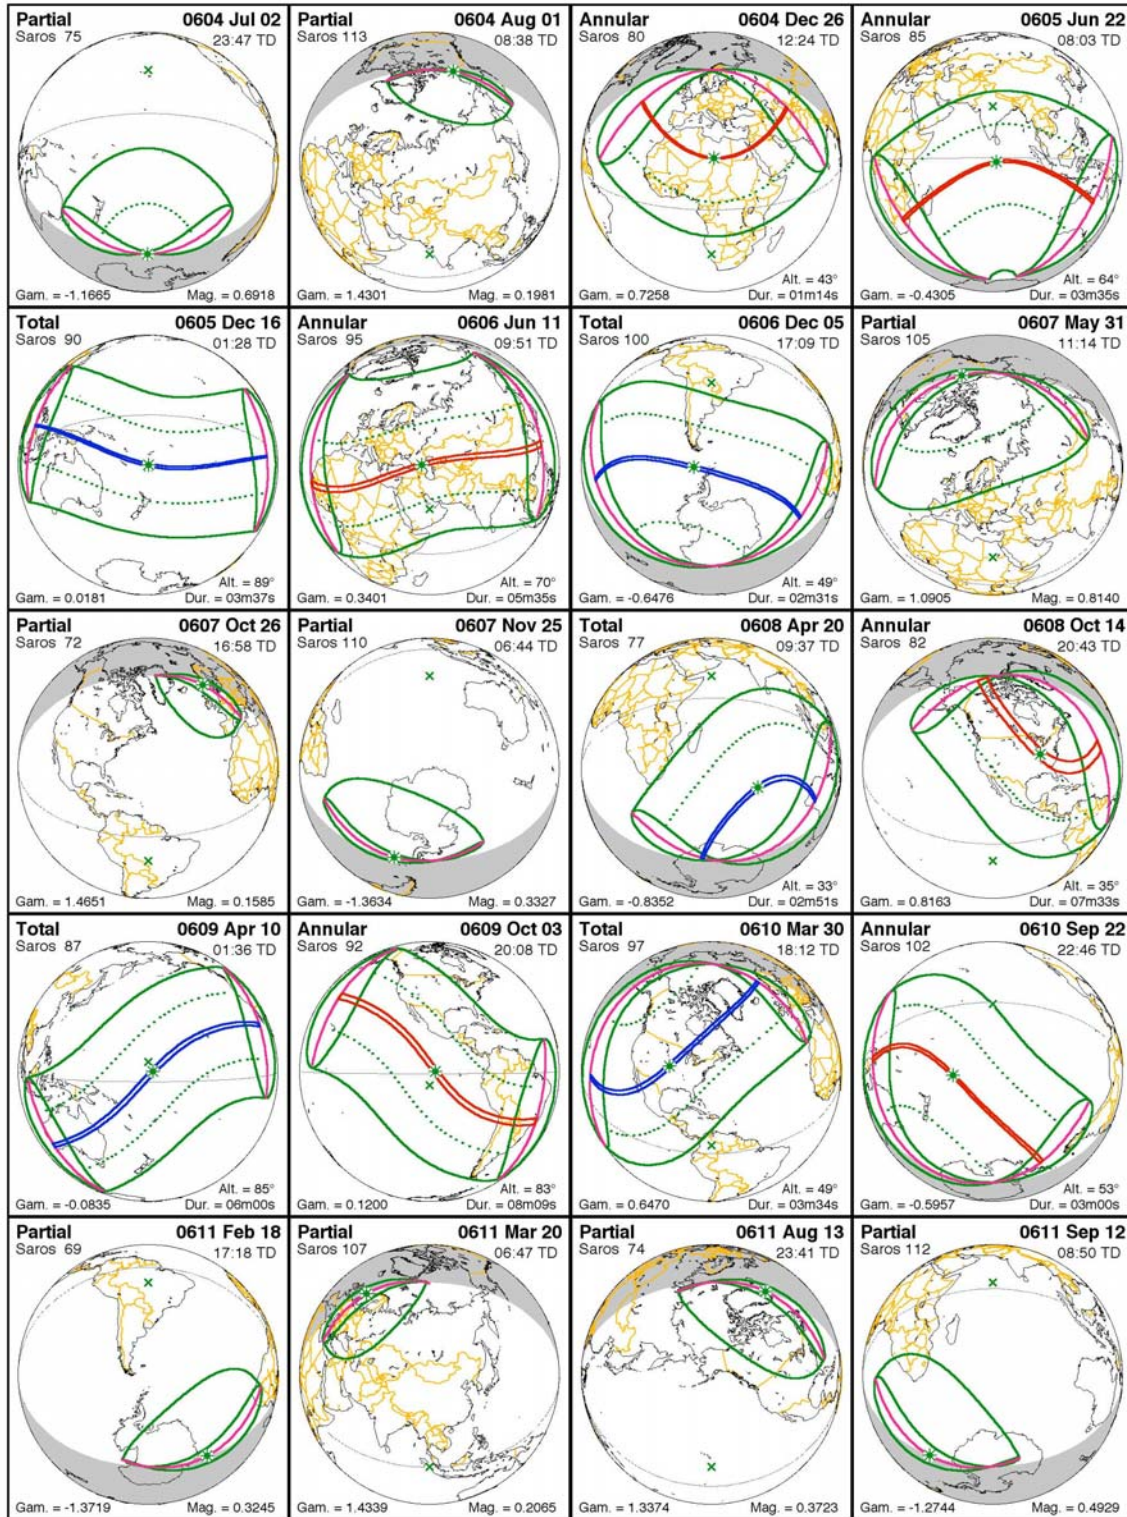 Partial 0604 Jul 02
Saros 75 23:47 TD
Gam. = -1.1665 Mag. = 0.6918
Partial 0604 Aug 01
Saros 113 08:38 TD
Gam. = 1.4301 Mag. = 0.1981
Annular 0604 Dec 26
Saros 80 12:24 TD
Alt. = 43°
Gam. = 0.7258 Dur. = 01m14s
Annular 0605 Jun 22
Saros 85 08:03 TD
Alt. = 64°
Gam. = -0.4305 Dur. = 03m35s
Total 0605 Dec 16
Saros 90 01:28 TD
Alt. = 89°
Gam. = 0.0181 Dur. = 03m37s
Annular 0606 Jun 11
Saros 95 09:51 TD
Alt. = 70°
Gam. = 0.3401 Dur. = 05m35s
Total 0606 Dec 05
Saros 100 17:09 TD
Alt. = 49°
Gam. = -0.6476 Dur. = 02m31s
Partial 0607 May 31
Saros 105 11:14 TD
Gam. = 1.0905 Mag. = 0.8140
Partial 0607 Oct 26
Saros 72 16:58 TD
Gam. = 1.4651 Mag. = 0.1585
Partial 0607 Nov 25
Saros 110 06:44 TD
Gam. = -1.3634 Mag. = 0.3327
Total 0608 Apr 20
Saros 77 09:37 TD
Alt. = 33°
Gam. = -0.8352 Dur. = 02m51s
Annular 0608 Oct 14
Saros 82 20:43 TD
Alt. = 35°
Gam. = 0.8163 Dur. = 07m33s
Total 0609 Apr 10
Saros 87 01:36 TD
Alt. = 85°
Gam. = -0.0835 Dur. = 06m00s
Annular 0609 Oct 03
Saros 92 20:08 TD
Alt. = 83°
Gam. = 0.1200 Dur. = 08m09s
Total 0610 Mar 30
Saros 97 18:12 TD
Alt. = 49°
Gam. = 0.6470 Dur. = 03m34s
Annular 0610 Sep 22
Saros 102 22:46 TD
Alt. = 53°
Gam. = -0.5957 Dur. = 03m00s
Partial 0611 Feb 18
Saros 69 17:18 TD
Gam. = -1.3719 Mag. = 0.3245
Partial 0611 Mar 20
Saros 107 06:47 TD
Gam. = 1.4339 Mag. = 0.2065
Partial 0611 Aug 13
Saros 74 23:41 TD
Gam. = 1.3374 Mag. = 0.3723
Partial 0611 Sep 12
Saros 112 08:50 TD
Gam. = -1.2744 Mag. = 0.4929